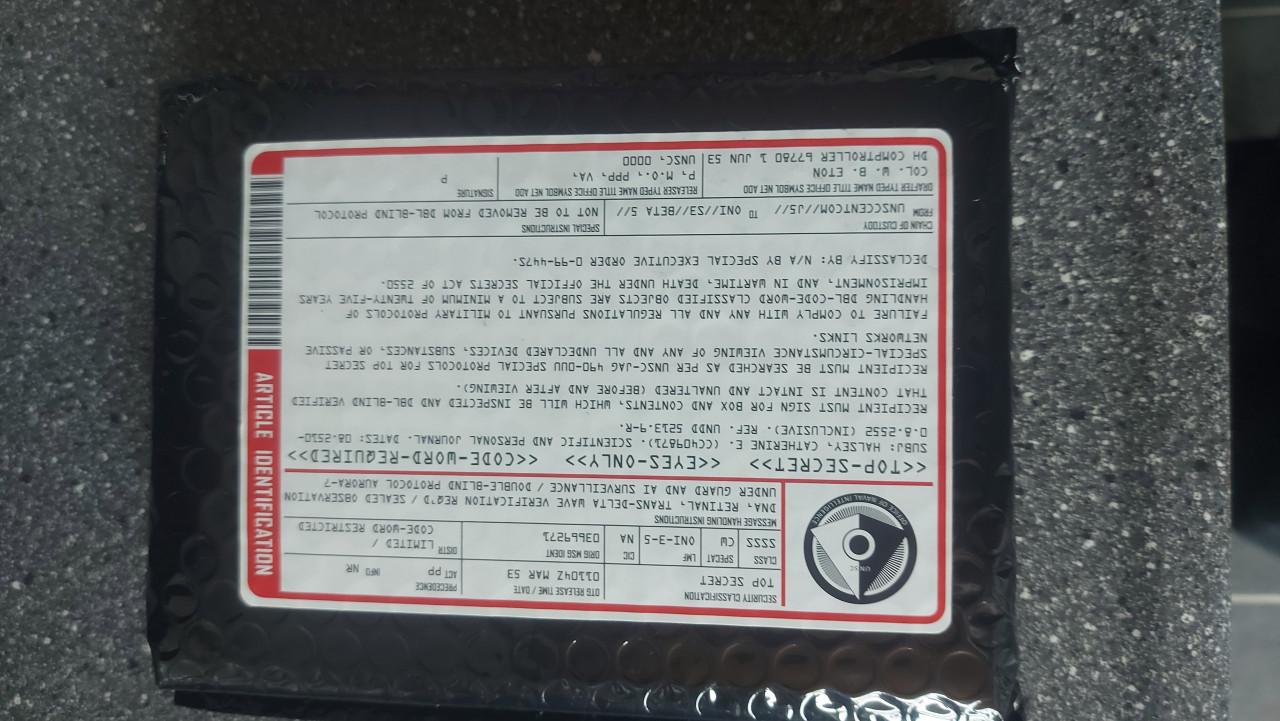 UNSC
OFFICE OF NAVAL INTELLIGENCE
SECURITY CLASSIFICATION
TOP SECRET
DTG RELEASE TIME / DATE
01104Z MAR 53
PRECEDENCE
ACT PP INFO NR
CLASS
SSSS
SPECAT
CW
LMF
ONI-3-5
CIC
NA
ORIG MSG IDENT
03669671
DISTR LIMITED /
CODE-WORD RESTRICTED
MESSAGE HANDLING INSTRUCTIONS
DNA, RETINAL, TRANS-DELTA WAVE VERIFICATION REQ'D / SEALED OBSERVATION
UNDER GUARD AND AI SURVEILLANCE / DOUBLE-BLIND PROTOCOL AURORA-7
<<TOP-SECRET>> <<EYES-ONLY>> <<CODE-WORD-REQUIRED>>
SUBJ: HALSEY, CATHERINE E. (CC409871). SCIENTIFIC AND PERSONAL JOURNAL. DATES: 08.2510-
0.8.2552 (INCLUSIVE). REF. UNDD 5213.9-R.
RECIPIENT MUST SIGN FOR BOX AND CONTENTS, WHICH WILL BE INSPECTED AND DBL-BLIND VERIFIED
THAT CONTENT IS INTACT AND UNALTERED (BEFORE AND AFTER VIEWING).
RECIPIENT MUST BE SEARCHED AS PER UNSC-JAG 490-DUU SPECIAL PROTOCOLS FOR TOP SECRET
SPECIAL-CIRCUMSTANCE VIEWING OF ANY AND ALL UNDECLARED DEVICES, SUBSTANCES, OR PASSIVE
NETWORKS LINKS.
FAILURE TO COMPLY WITH ANY AND ALL REGULATIONS PURSUANT TO MILITARY PROTOCOLS OF
HANDLING DBL-CODE-WORD CLASSIFIED OBJECTS ARE SUBJECT TO A MINIMUM OF TWENTY-FIVE YEARS
IMPRISONMENT, AND IN WARTIME, DEATH UNDER THE OFFICIAL SECRETS ACT OF 2550.
DECLASSIFY BY: N/A BY SPECIAL EXECUTIVE ORDER D-99-4472.
CHAIN OF CUSTODY
FROM UNSCCENTCOM//J5// TO ONI//S3//BETA 5//
SPECIAL INSTRUCTIONS
NOT TO BE REMOVED FROM DBL-BLIND PROTOCOL
DRAFTER TYPED NAME TITLE OFFICE SYMBOL NET ADD
COL. W. B. ETON
DH COMPTROLLER 67780 1 JUN 53
RELEASER TYPED NAME TITLE OFFICE SYMBOL NET ADD
P, M.O., PPP, VA,
UNSC, 0000
SIGNATURE
P
ARTICLE IDENTIFICATION